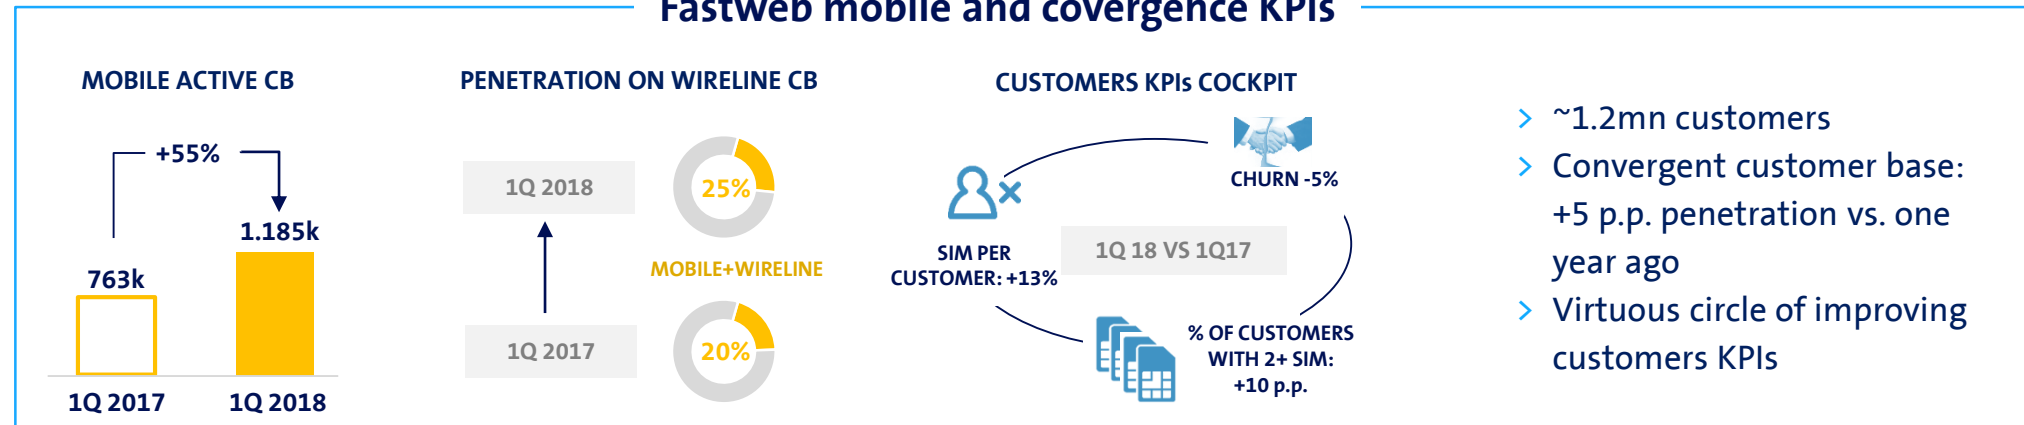 Fastweb mobile and covergence KPIs
MOBILE ACTIVE CB
+55%
1.185k
763k
1Q 2017
1Q 2018
PENETRATION ON WIRELINE CB
1Q 2018
25%
MOBILE+WIRELINE
1Q 2017
20%
CUSTOMERS KPIs COCKPIT
CHURN -5%
SIM PER
CUSTOMER: +13%
1Q 18 VS 1Q17
% OF CUSTOMERS
WITH 2+ SIM:
+10 p.p.
> ~1.2mn customers
> Convergent customer base:
+5 p.p. penetration vs. one
year ago
> Virtuous circle of improving
customers KPIs